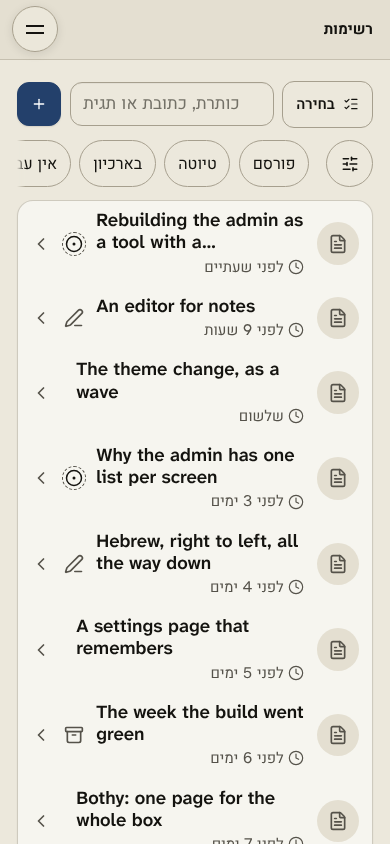 רשימות
בחירה
כותרת, כתובת או תגית
פורסם
טיוטה
בארכיון
Rebuilding the admin as
a tool with a...
לפני שעתיים
An editor for notes
לפני 9 שעות
The theme change, as a
wave
שלשום
Why the admin has one
list per screen
לפני 3 ימים
Hebrew, right to left, all
the way down
לפני 4 ימים
A settings page that
remembers
לפני 5 ימים
The week the build went
green
לפני 6 ימים
Bothy: one page for the
whole box
לפני 7 ימים